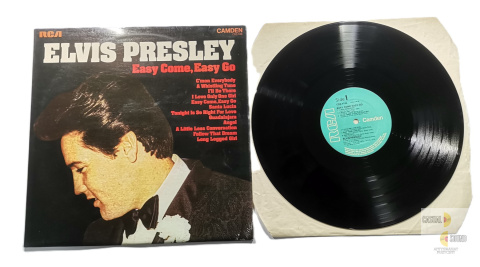 RCA
CAMDEN
ELVIS PRESLEY
Easy Come, Easy Go
C'mon Everybody
A Whistling Tune
I'll Be There
I Love Only One Girl
Easy Come, Easy Go
Santa Lucia
Tonight Is So Right For Love
Guadalajara
Angel
A Little Less Conversation
Follow That Dream
Long Legged Girl
RCA
Camden